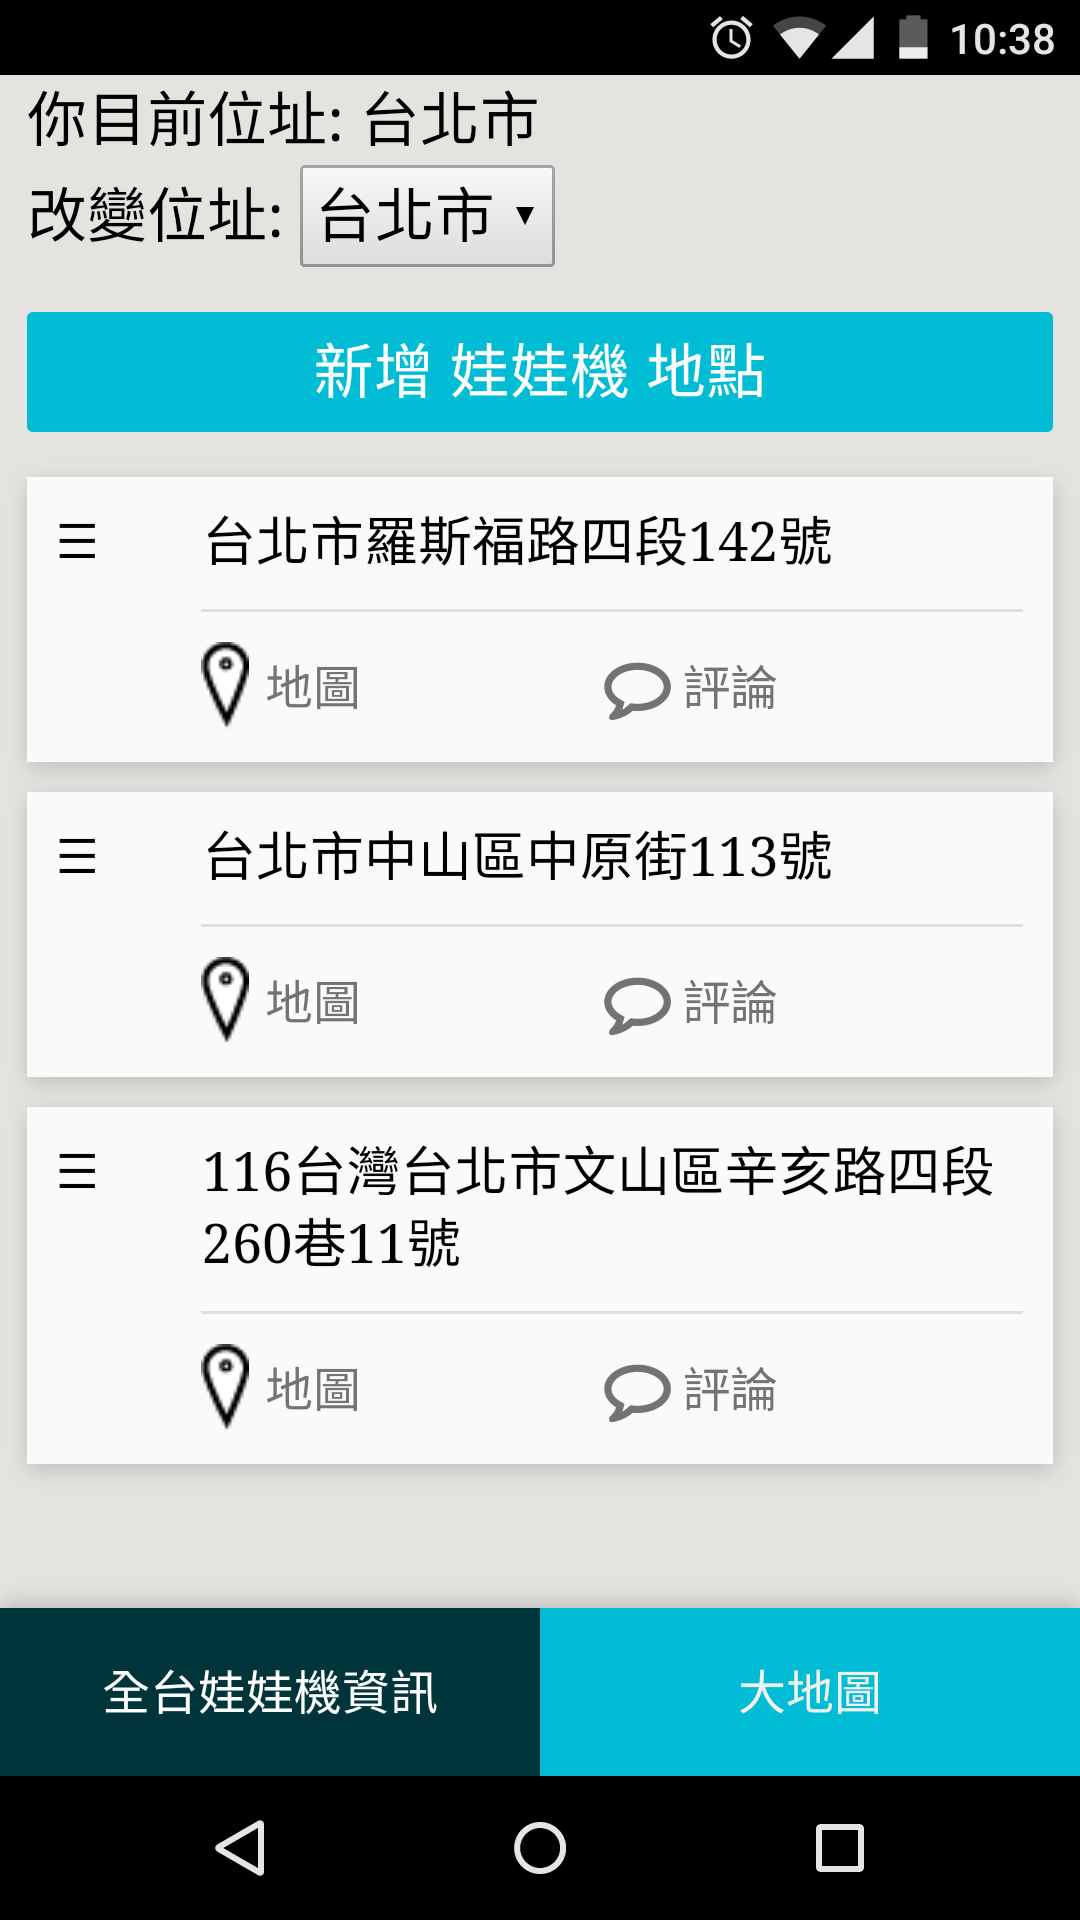 10:38
你目前位址: 台北市
改變位址: 台北市
新增 娃娃機 地點
台北市羅斯福路四段142號
地圖 評論
台北市中山區中原街113號
地圖 評論
116台灣台北市文山區辛亥路四段
260巷11號
地圖 評論
全台娃娃機資訊 大地圖